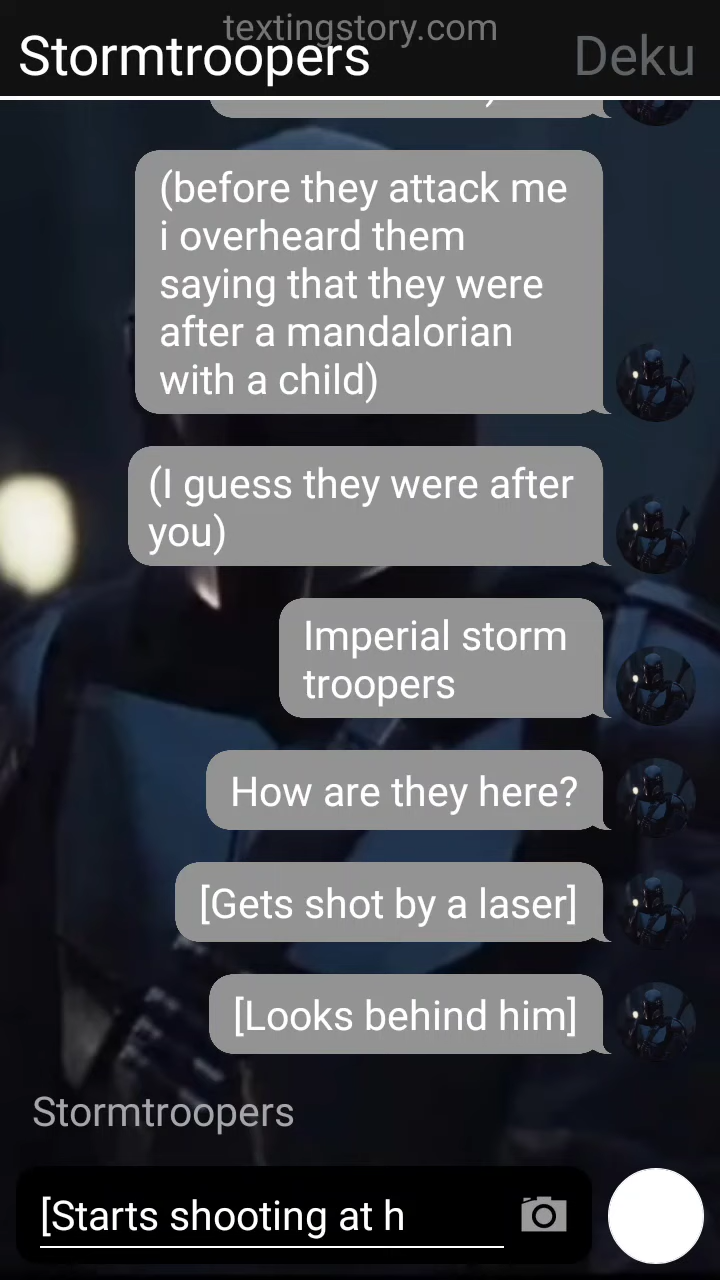 textingstory.com
Stormtroopers
Deku
(before they attack me
i overheard them
saying that they were
after a mandalorian
with a child)
(I guess they were after
you)
Imperial storm
troopers
How are they here?
[Gets shot by a laser]
[Looks behind him]
Stormtroopers
[Starts shooting at h